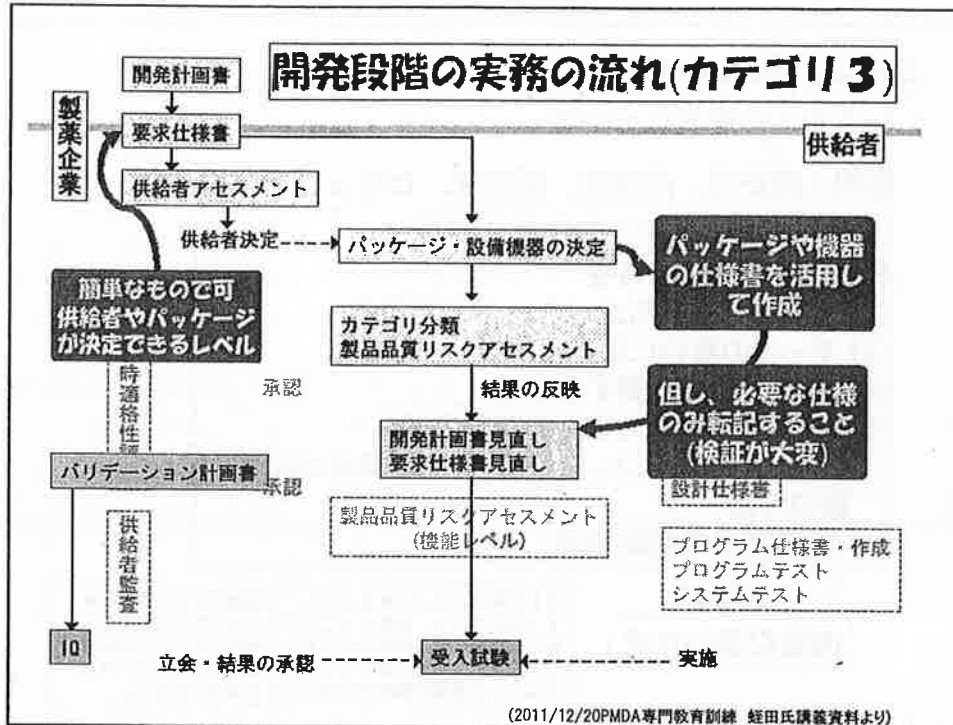 開発段階の実務の流れ(カテゴリ3)
開発計画書
製薬企業
要求仕様書
供給者
供給者アセスメント
供給者決定
パッケージ・設備機器の決定
パッケージや機器
の仕様書を活用し
て作成
簡単なもので可
供給者やパッケージ
が決定できるレベル
カテゴリ分類
製品品質リスクアセスメント
時適格性評
承認
結果の反映
但し、必要な仕様
のみ転記すること
(検証が大変)
開発計画書見直し
要求仕様書見直し
バリデーション計画書
承認
設計仕様書
製品品質リスクアセスメント
(機能レベル)
供給者監査
プログラム仕様書・作成
プログラムテスト
システムテスト
IQ
立会・結果の承認
受入試験
実施
(2011/12/20PMDA専門教育訓練 蛭田氏講義資料より)